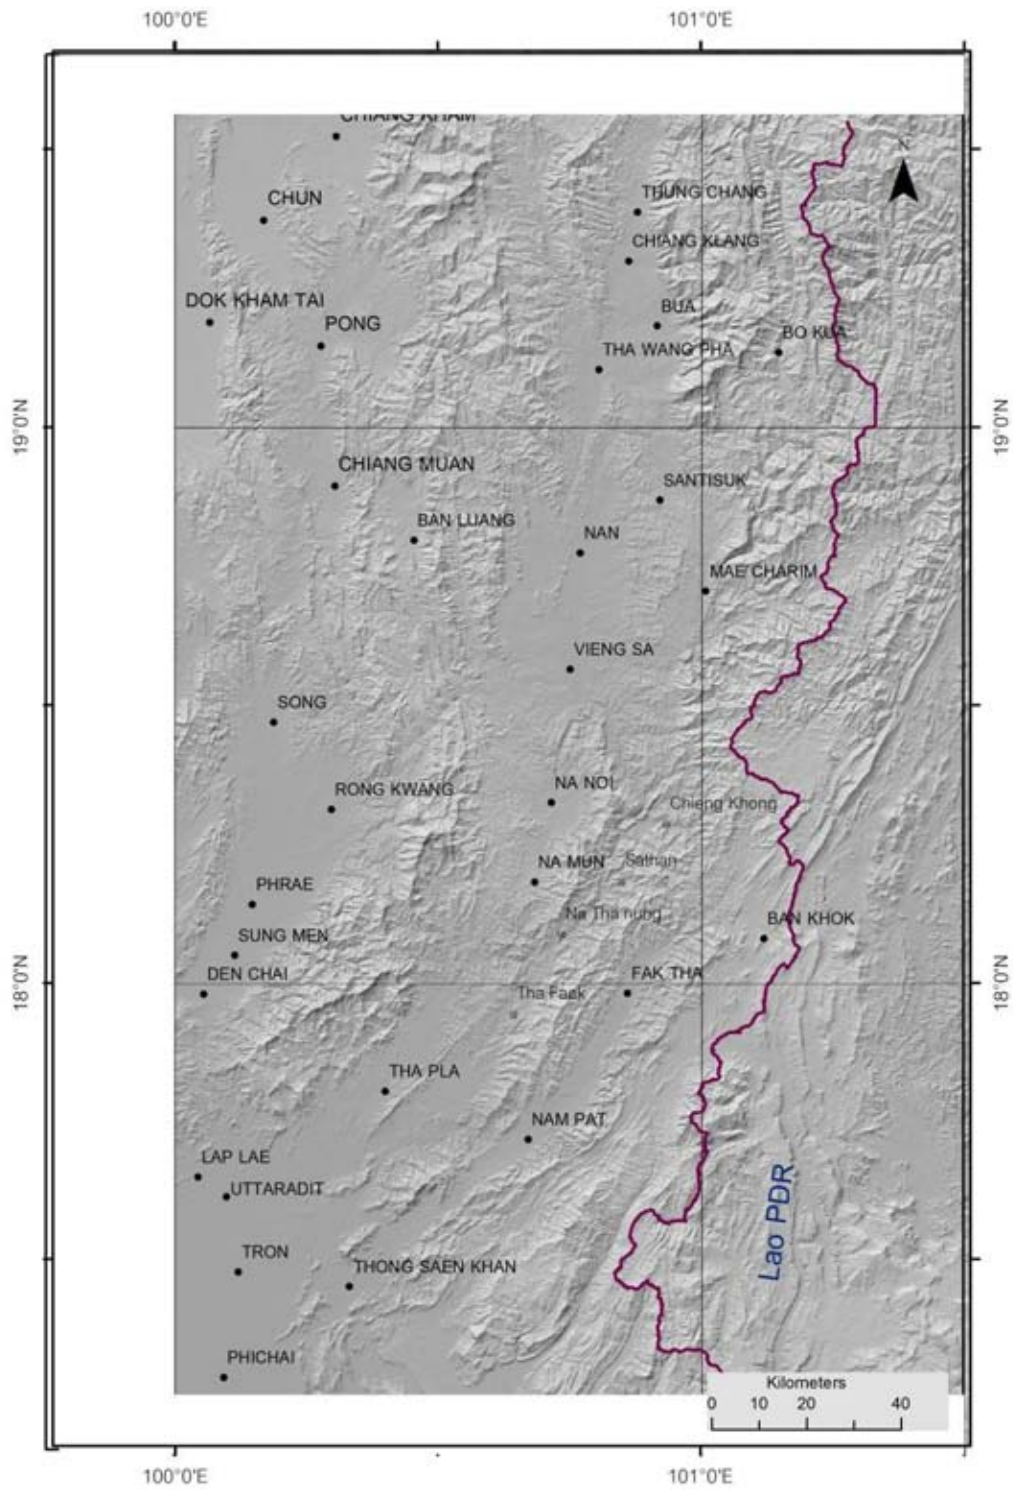 100°0'E
101°0'E
CHIANG KHAM
N
THUNG CHANG
CHUN
CHIANG KLANG
DOK KHAM TAI
BUA
PONG
BO KUA
THA WANG PHA
19°0'N
19°0'N
CHIANG MUAN
SANTISUK
BAN LUANG
NAN
MAE CHARIM
VIENG SA
SONG
NA NOI
RONG KWANG
Chieng Khong
NA MUN
Sathan
PHRAE
Na Tha nung
BAN KHOK
SUNG MEN
DEN CHAI
FAK THA
18°0'N
18°0'N
Tha Faek
THA PLA
NAM PAT
LAP LAE
UTTARADIT
Lao PDR
TRON
THONG SAEN KHAN
PHICHAI
Kilometers
0 10 20 40
100°0'E
101°0'E